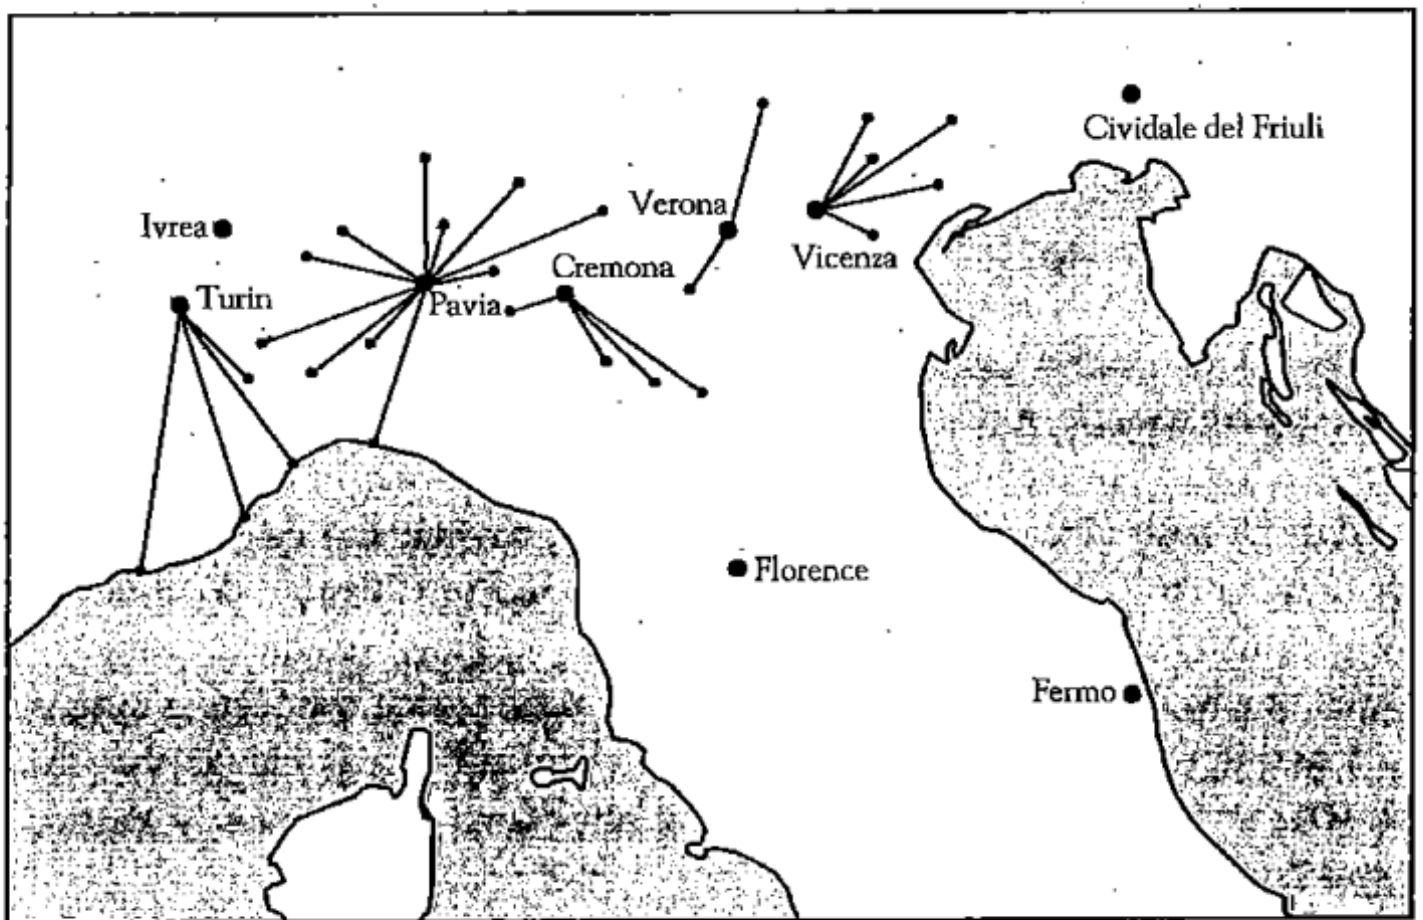 Cividale del Friuli
Verona
Ivrea
Vicenza
Cremona
Turin
Pavia
Florence
Fermo